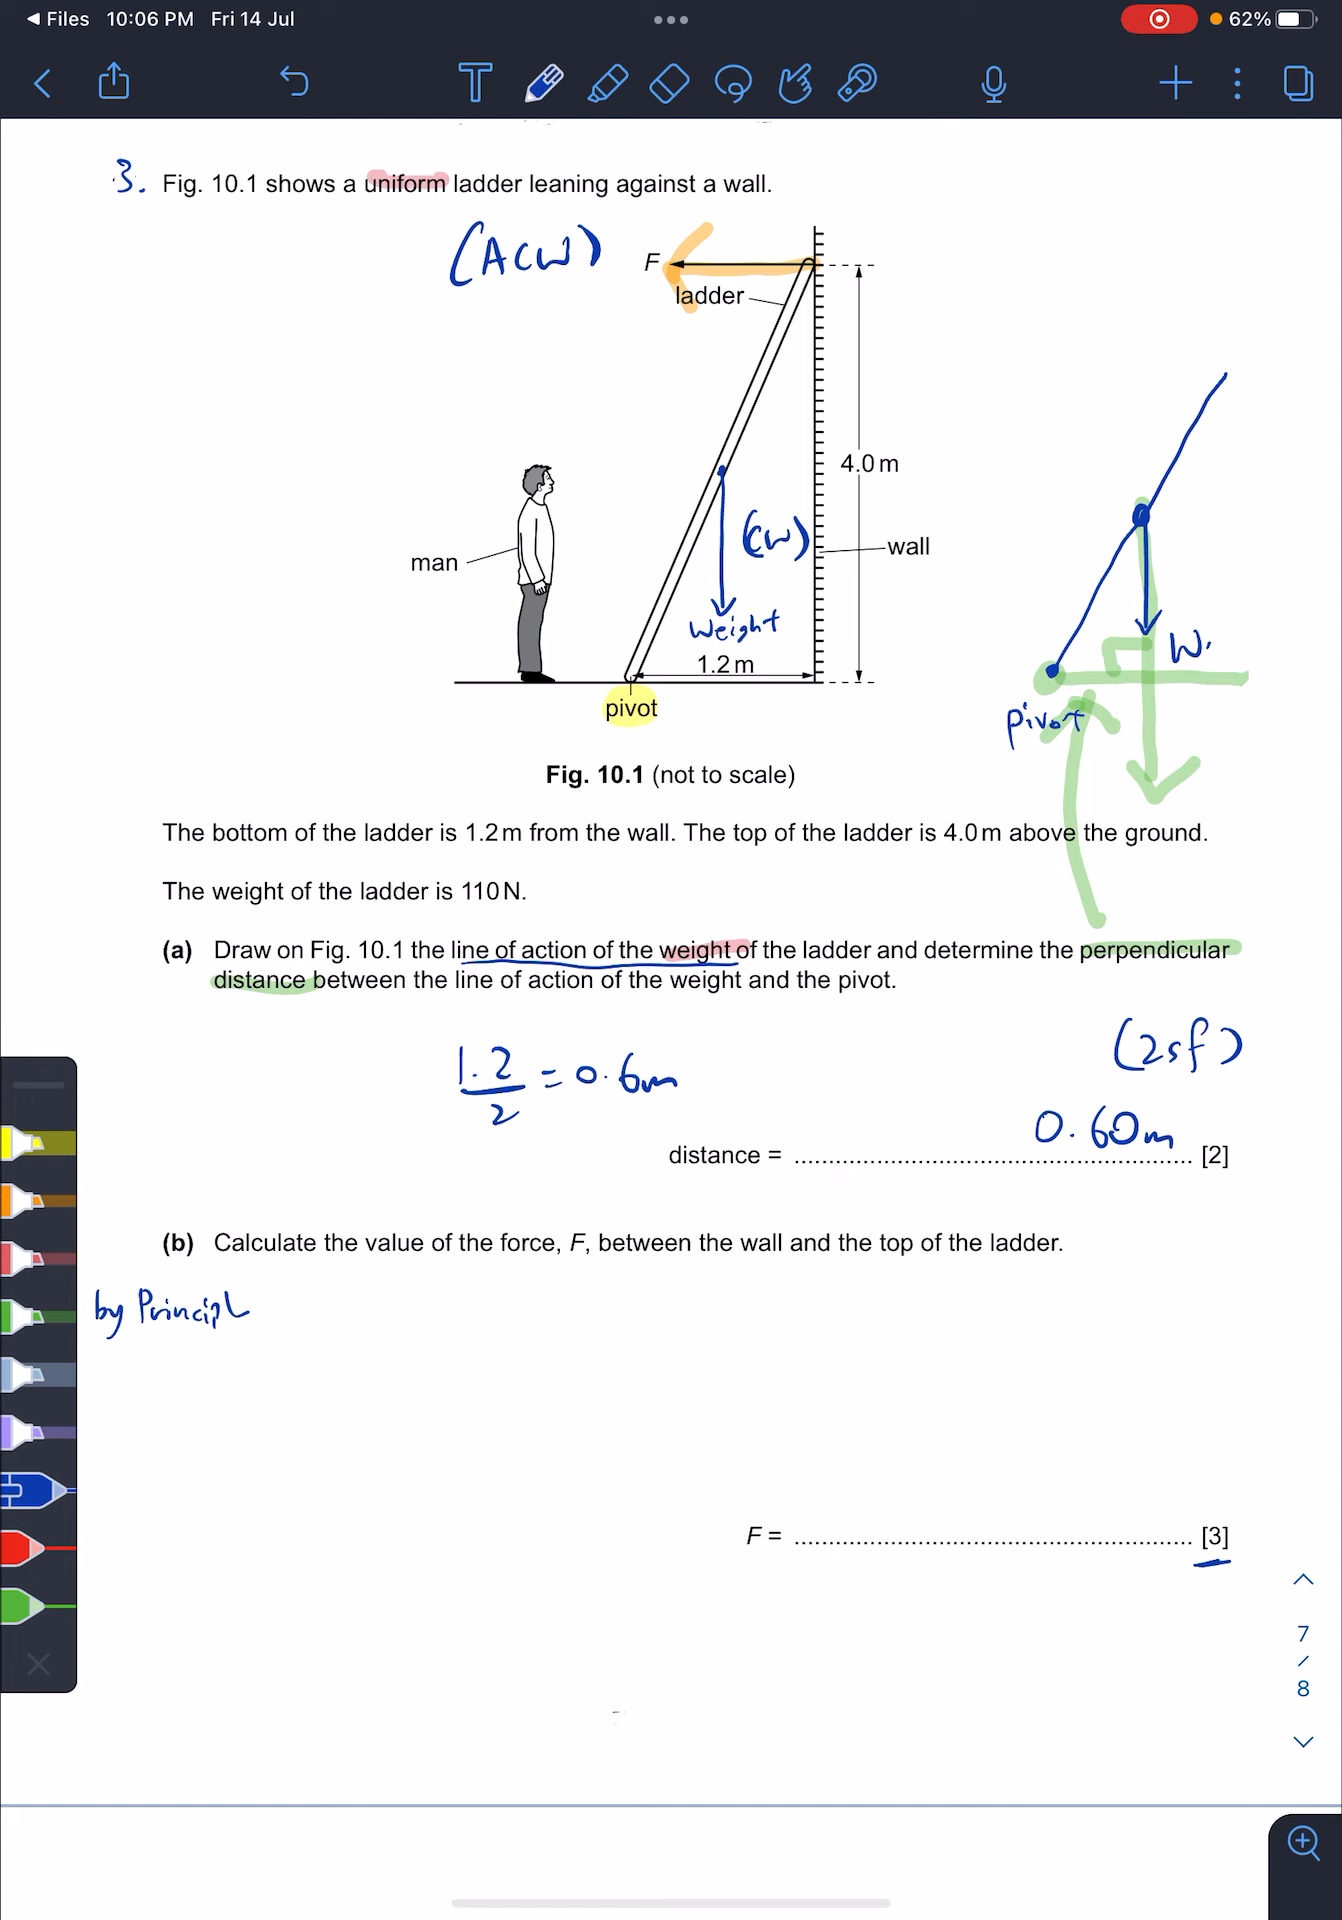 Files 10:06 PM Fri 14 Jul
62%
3. Fig. 10.1 shows a uniform ladder leaning against a wall.
(ACW)
F
ladder
4.0 m
man
(CW)
wall
Weight
1.2 m
pivot
W.
pivot
Fig. 10.1 (not to scale)
The bottom of the ladder is 1.2 m from the wall. The top of the ladder is 4.0 m above the ground.
The weight of the ladder is 110 N.
(a) Draw on Fig. 10.1 the line of action of the weight of the ladder and determine the perpendicular
distance between the line of action of the weight and the pivot.
(2sf)
1.2
2
= 0.6m
0.60m
distance = ........................................................... [2]
(b) Calculate the value of the force, F, between the wall and the top of the ladder.
by Principl
F = ........................................................... [3]
7
/
8